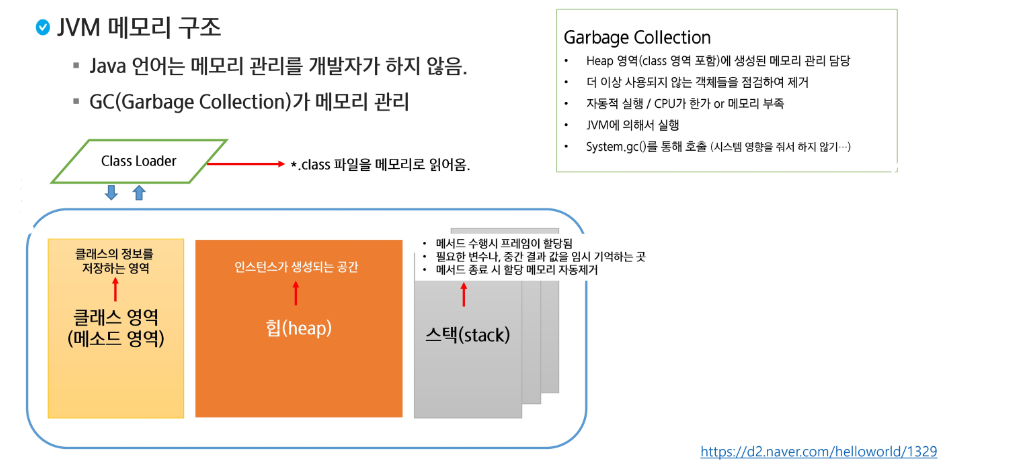 JVM 메모리 구조
Java 언어는 메모리 관리를 개발자가 하지 않음.
GC(Garbage Collection)가 메모리 관리
Garbage Collection
• Heap 영역(class 영역 포함)에 생성된 메모리 관리 담당
• 더 이상 사용되지 않는 객체들을 점검하여 제거
• 자동적 실행 / CPU가 한가 or 메모리 부족
• JVM에 의해서 실행
• System.gc()를 통해 호출 (시스템 영향을 줘서 하지 않기…)
Class Loader
*.class 파일을 메모리로 읽어옴.
클래스의 정보를
저장하는 영역
클래스 영역
(메소드 영역)
인스턴스가 생성되는 공간
힙(heap)
• 메서드 수행시 프레임이 할당됨
• 필요한 변수나, 중간 결과 값을 임시 기억하는 곳
• 메서드 종료 시 할당 메모리 자동제거
스택(stack)
https://d2.naver.com/helloworld/1329